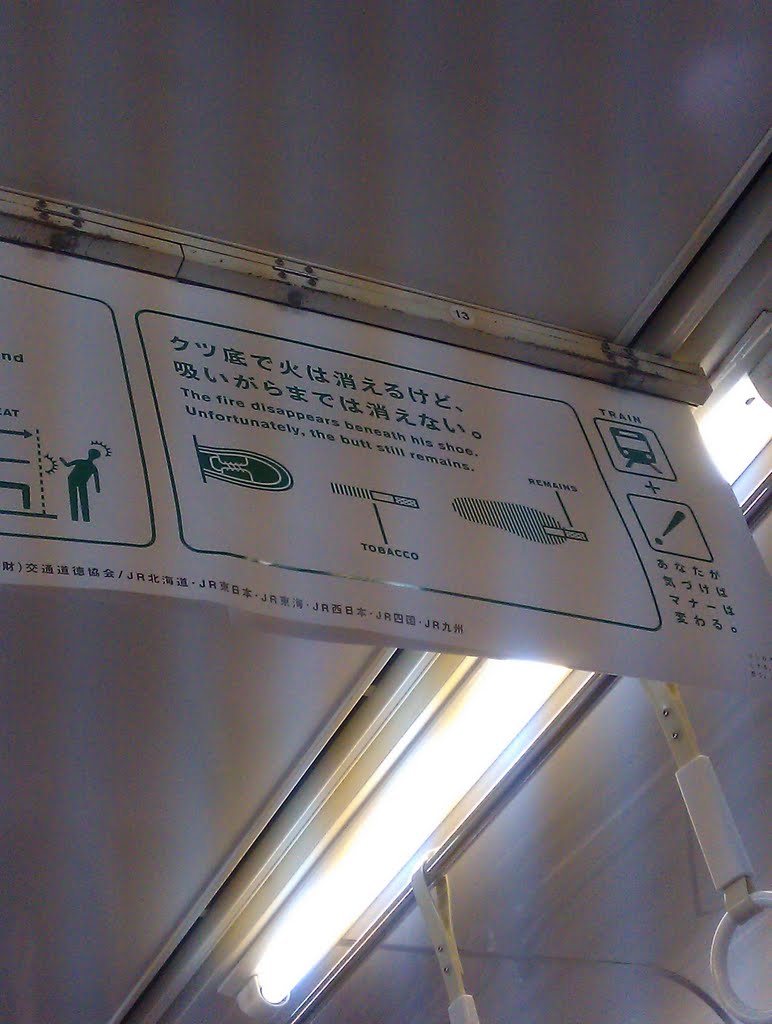 13
nd
EAT
クツ底で火は消えるけど、
吸いがらまでは消えない。
The fire disappears beneath his shoe.
Unfortunately, the butt still remains.
TOBACCO
REMAINS
TRAIN
+
あなたが
気づけば
マナーは
変わる。
財)交通道徳協会/JR北海道・JR東日本・JR東海・JR西日本・JR四国・JR九州